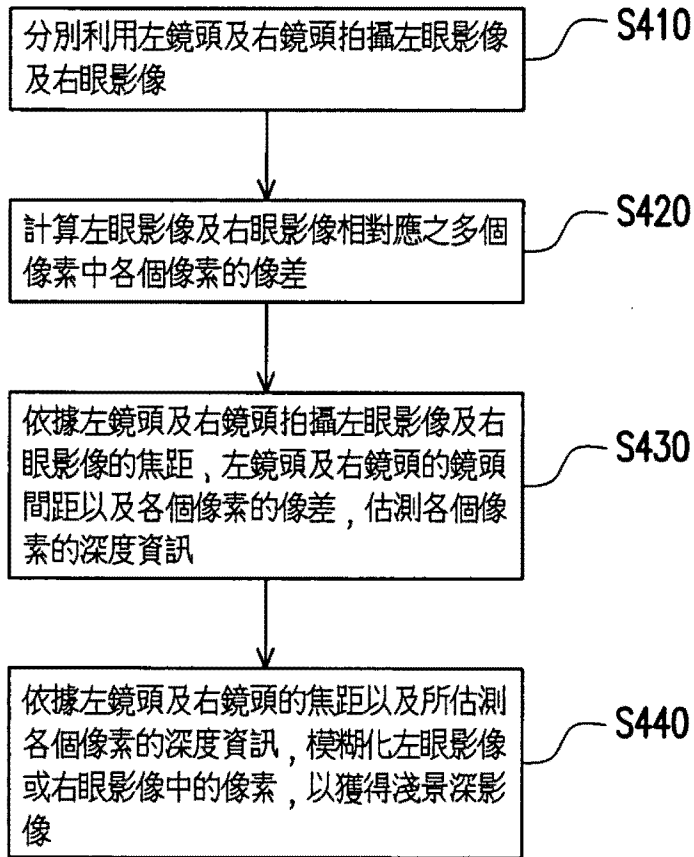 分別利用左鏡頭及右鏡頭拍攝左眼影像
及右眼影像
S410
計算左眼影像及右眼影像相對應之多個
像素中各個像素的像差
S420
依據左鏡頭及右鏡頭拍攝左眼影像及右
眼影像的焦距，左鏡頭及右鏡頭的鏡頭
間距以及各個像素的像差，估測各個像
素的深度資訊
S430
依據左鏡頭及右鏡頭的焦距以及所估測
各個像素的深度資訊，模糊化左眼影像
或右眼影像中的像素，以獲得淺景深影
像
S440